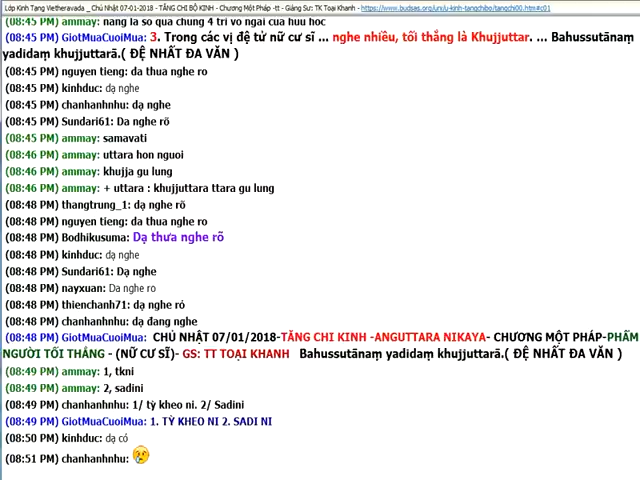 Lớp Kinh Tạng Vietheravada _ Chủ Nhật 07-01-2018 - TĂNG CHI BỘ KINH - Chương Một Pháp -tt - Giảng Sư: TK Toại Khanh - https://www.budsas.org/uni/u-kinh-tangchibo/tangchi00.htm#c01
(08:45 PM) ammay: nang la so qua chung 4 tri vo ngai cua huu hoc
(08:45 PM) GiotMuaCuoiMua: 3. Trong các vị đệ tử nữ cư sĩ ... nghe nhiều, tối thắng là Khujjuttar. ... Bahussutānaṃ
yadidaṃ khujjuttarā.( ĐỆ NHẤT ĐA VĂN )
(08:45 PM) nguyen tieng: da thua nghe ro
(08:45 PM) kinhduc: dạ nghe
(08:45 PM) chanhanhnhu: dạ nghe
(08:45 PM) Sundari61: Da nghe rõ
(08:45 PM) ammay: samavati
(08:46 PM) ammay: uttara hon nguoi
(08:46 PM) ammay: khujja gu lung
(08:46 PM) ammay: + uttara : khujjuttara ttara gu lung
(08:48 PM) thangtrung_1: dạ nghe rõ
(08:48 PM) nguyen tieng: da thua nghe ro
(08:48 PM) Bodhikusuma: Dạ thưa nghe rõ
(08:48 PM) kinhduc: dạ nghe
(08:48 PM) Sundari61: Dạ nghe
(08:48 PM) nayxuan: Da nghe ro
(08:48 PM) thienchanh71: dạ nghe ró
(08:48 PM) chanhanhnhu: dạ đang nghe
(08:48 PM) GiotMuaCuoiMua: CHỦ NHẬT 07/01/2018-TĂNG CHI KINH -ANGUTTARA NIKAYA- CHƯƠNG MỘT PHÁP-PHẨM
NGƯỜI TỐI THẮNG - (NỮ CƯ SĨ)- GS: TT TOẠI KHANH Bahussutānaṃ yadidaṃ khujjuttarā.( ĐỆ NHẤT ĐA VĂN )
(08:49 PM) ammay: 1, tkni
(08:49 PM) ammay: 2, sadini
(08:49 PM) chanhanhnhu: 1/ tỳ kheo ni. 2/ Sadini
(08:49 PM) GiotMuaCuoiMua: 1. TỲ KHEO NI 2. SADI NI
(08:50 PM) kinhduc: dạ có
(08:51 PM) chanhanhnhu: